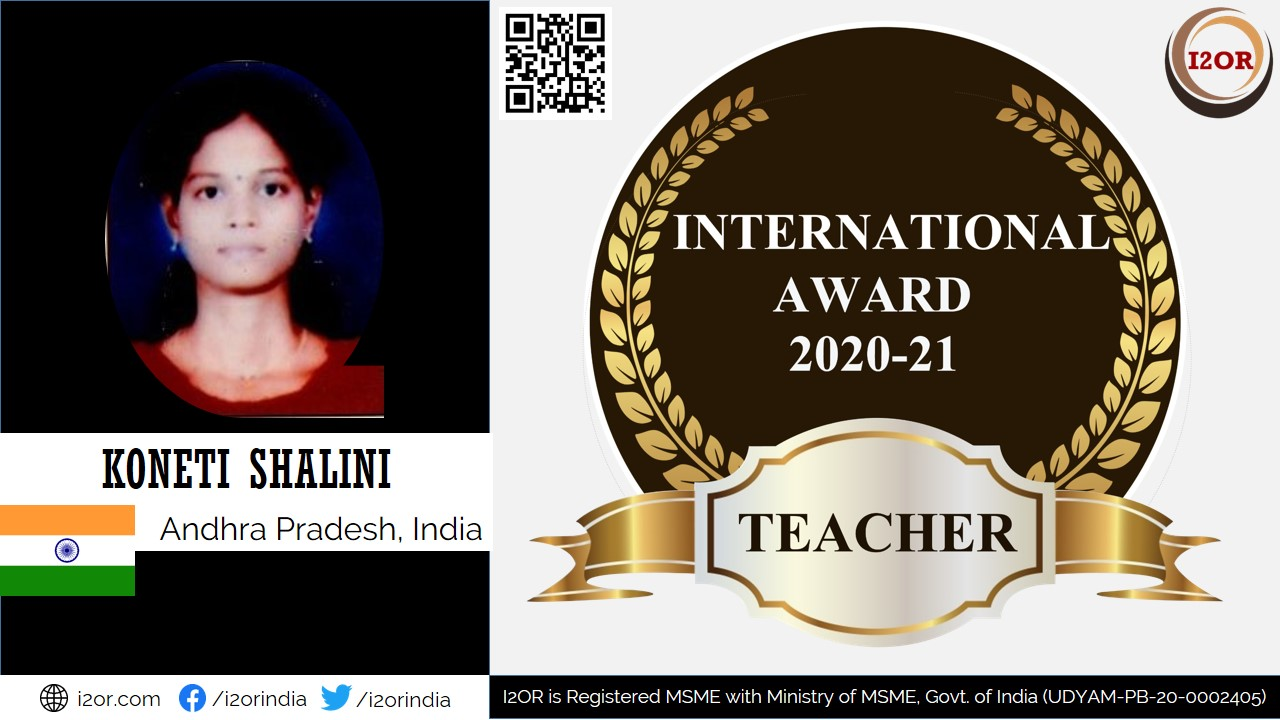 KONETI SHALINI
Andhra Pradesh, India
i2or.com /i2orindia /i2orindia
I2OR
INTERNATIONAL
AWARD
2020-21
TEACHER
I2OR is Registered MSME with Ministry of MSME, Govt. of India (UDYAM-PB-20-0002405)